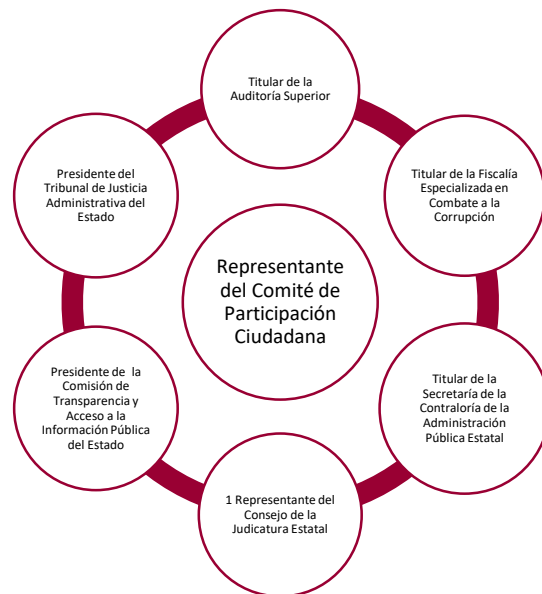 Titular de la
Auditoría Superior
Titular de la Fiscalía
Especializada en
Combate a la
Corrupción
Titular de la
Secretaría de la
Contraloría de la
Administración
Pública Estatal
1 Representante del
Consejo de la
Judicatura Estatal
Presidente de la
Comisión de
Transparencia y
Acceso a la
Información Pública
del Estado
Presidente del
Tribunal de Justicia
Administrativa del
Estado
Representante
del Comité de
Participación
Ciudadana